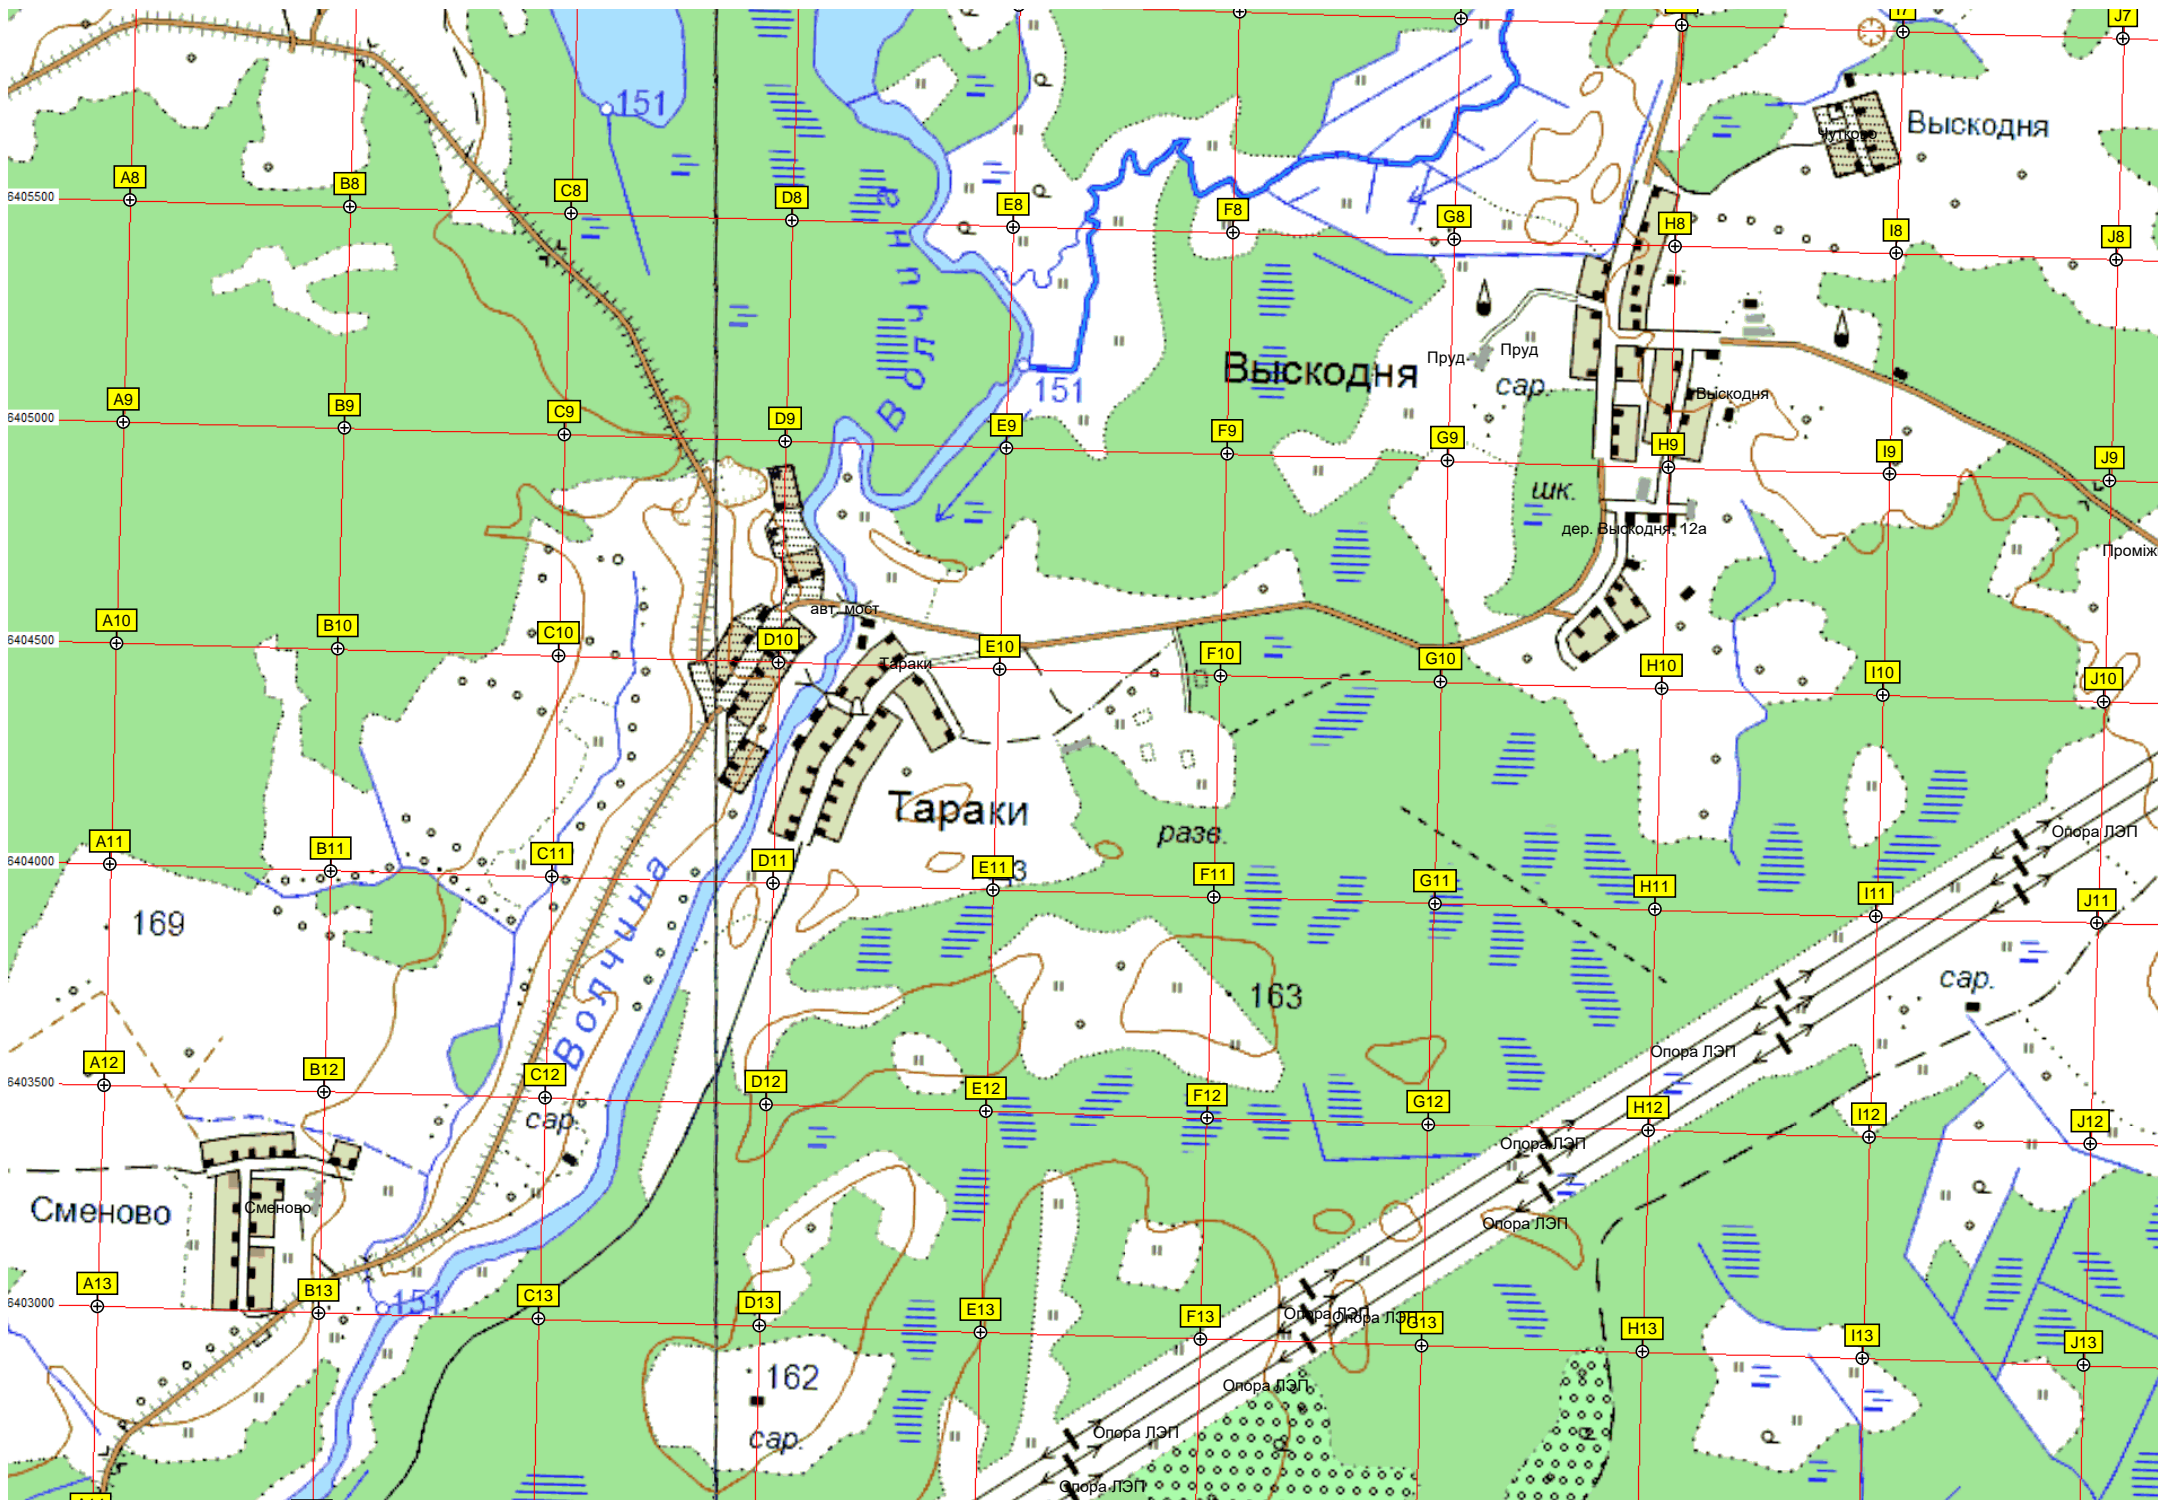 I7
J7
151
Чутково
Выскодня
A8
B8
C8
D8
E8
F8
G8
H8
I8
J8
6405500
Волчина
Выскодня
Пруд
Пруд
сар.
Выскодня
151
A9
B9
C9
D9
E9
F9
G9
H9
I9
J9
6405000
шк.
дер. Выскодня, 12а
Проміж
авт. мост
A10
B10
C10
D10
E10
F10
G10
H10
I10
J10
6404500
Тараки
Тараки
разв.
Опора ЛЭП
A11
B11
C11
D11
E11
F11
G11
H11
I11
J11
6404000
169
Волчина
163
сар.
Опора ЛЭП
A12
B12
C12
D12
E12
F12
G12
H12
I12
J12
6403500
сар.
Опора ЛЭП
Сменово
Сменово
Опора ЛЭП
A13
B13
C13
D13
E13
F13
G13
H13
I13
J13
6403000
151
Опора ЛЭП
Опора ЛЭП
162
Опора ЛЭП
сар.
Опора ЛЭП
Опора ЛЭП